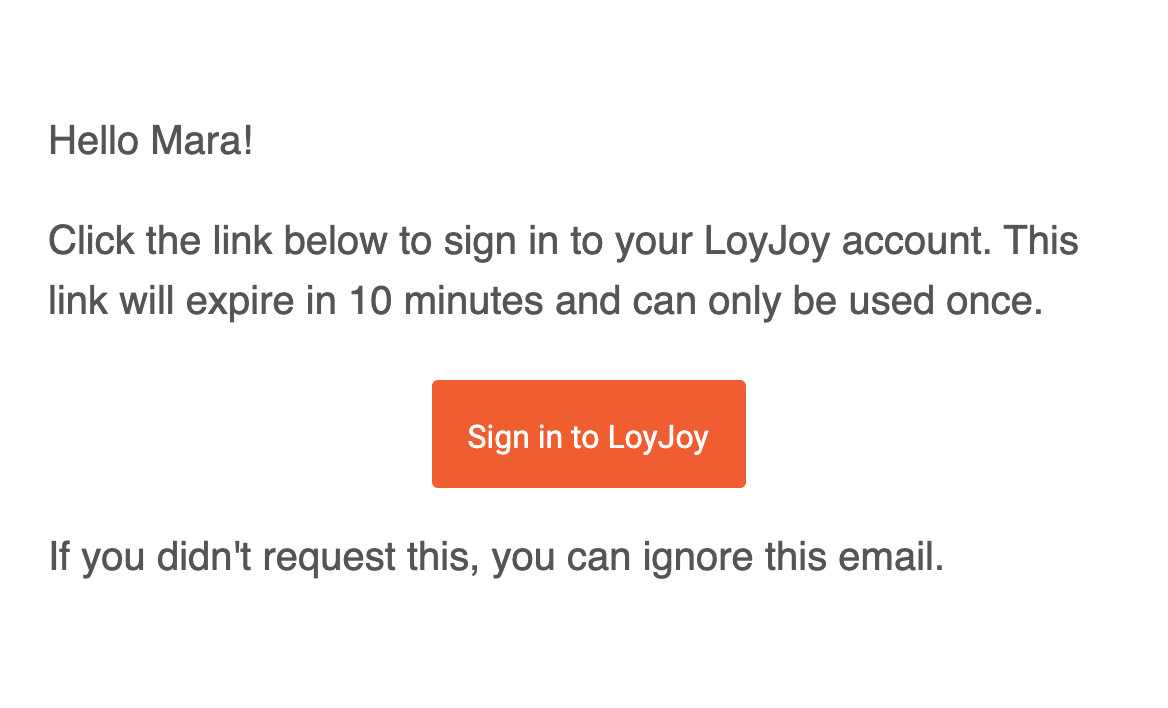 Hello Mara!
Click the link below to sign in to your LoyJoy account. This
link will expire in 10 minutes and can only be used once.
Sign in to LoyJoy
If you didn't request this, you can ignore this email.